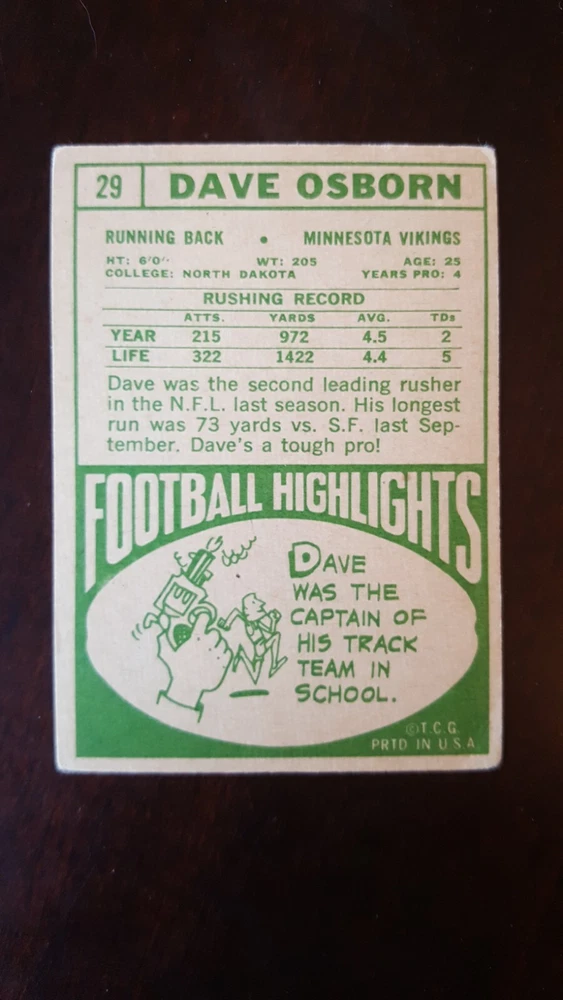 29 DAVE OSBORN
RUNNING BACK • MINNESOTA VIKINGS
HT: 6'0" WT: 205 AGE: 25
COLLEGE: NORTH DAKOTA YEARS PRO: 4
RUSHING RECORD
ATTS. YARDS AVG. TDs
YEAR 215 972 4.5 2
LIFE 322 1422 4.4 5
Dave was the second leading rusher
in the N.F.L. last season. His longest
run was 73 yards vs. S.F. last Sep-
tember. Dave's a tough pro!
FOOTBALL HIGHLIGHTS
DAVE
WAS THE
CAPTAIN OF
HIS TRACK
TEAM IN
SCHOOL.
©T.C.G.
PRTD IN U.S.A.